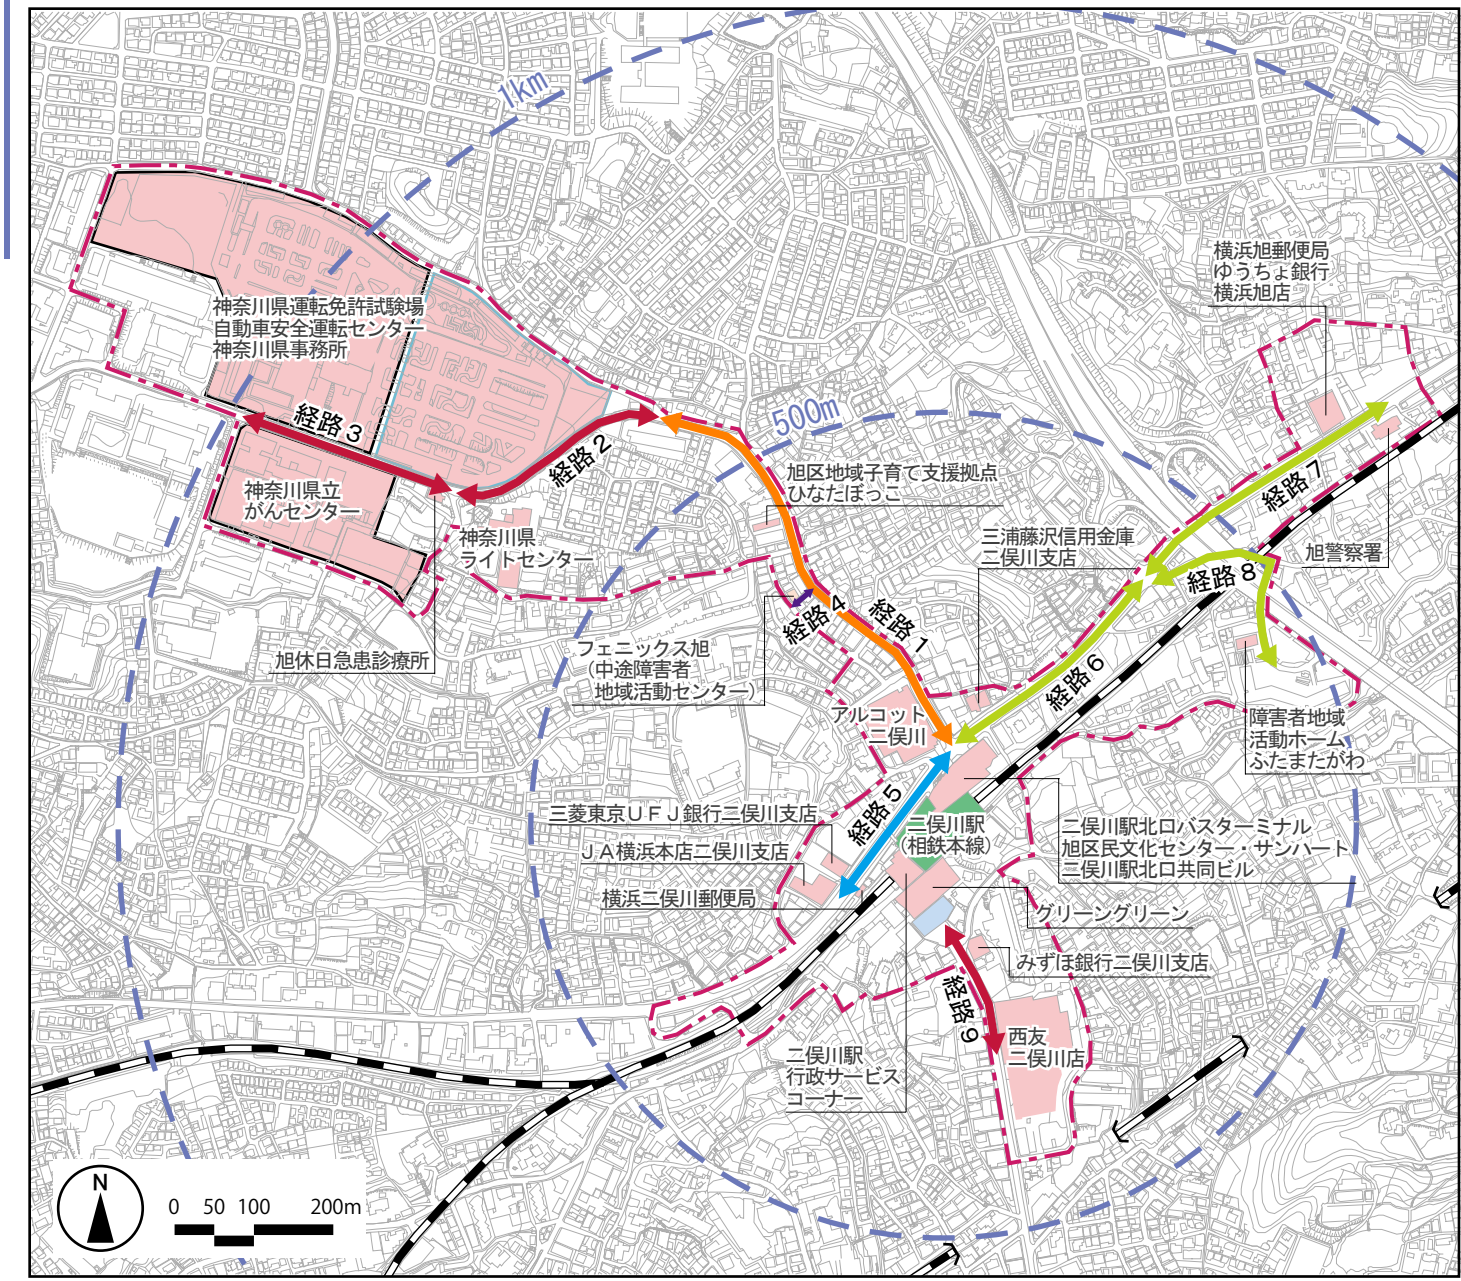 1km
横浜旭郵便局
ゆうちょ銀行
横浜旭店
神奈川県運転免許試験場
自動車安全運転センター
神奈川県事務所
500m
経路3
経路2
旭区地域子育て支援拠点
ひなたぼっこ
経路7
神奈川県立
がんセンター
神奈川県
ライトセンター
三浦藤沢信用金庫
二俣川支店
旭警察署
経路8
経路4
経路1
旭休日急患診療所
フェニックス旭
(中途障害者
地域活動センター)
経路6
アルコット
二俣川
障害者地域
活動ホーム
ふたまたがわ
経路5
三菱東京UFJ銀行二俣川支店
二俣川駅
(相鉄本線)
二俣川駅北口バスターミナル
旭区民文化センター・サンハート
二俣川駅北口共同ビル
JA横浜本店二俣川支店
横浜二俣川郵便局
グリーングリーン
みずほ銀行二俣川支店
経路9
西友
二俣川店
二俣川駅
行政サービス
コーナー
N
0 50 100 200m